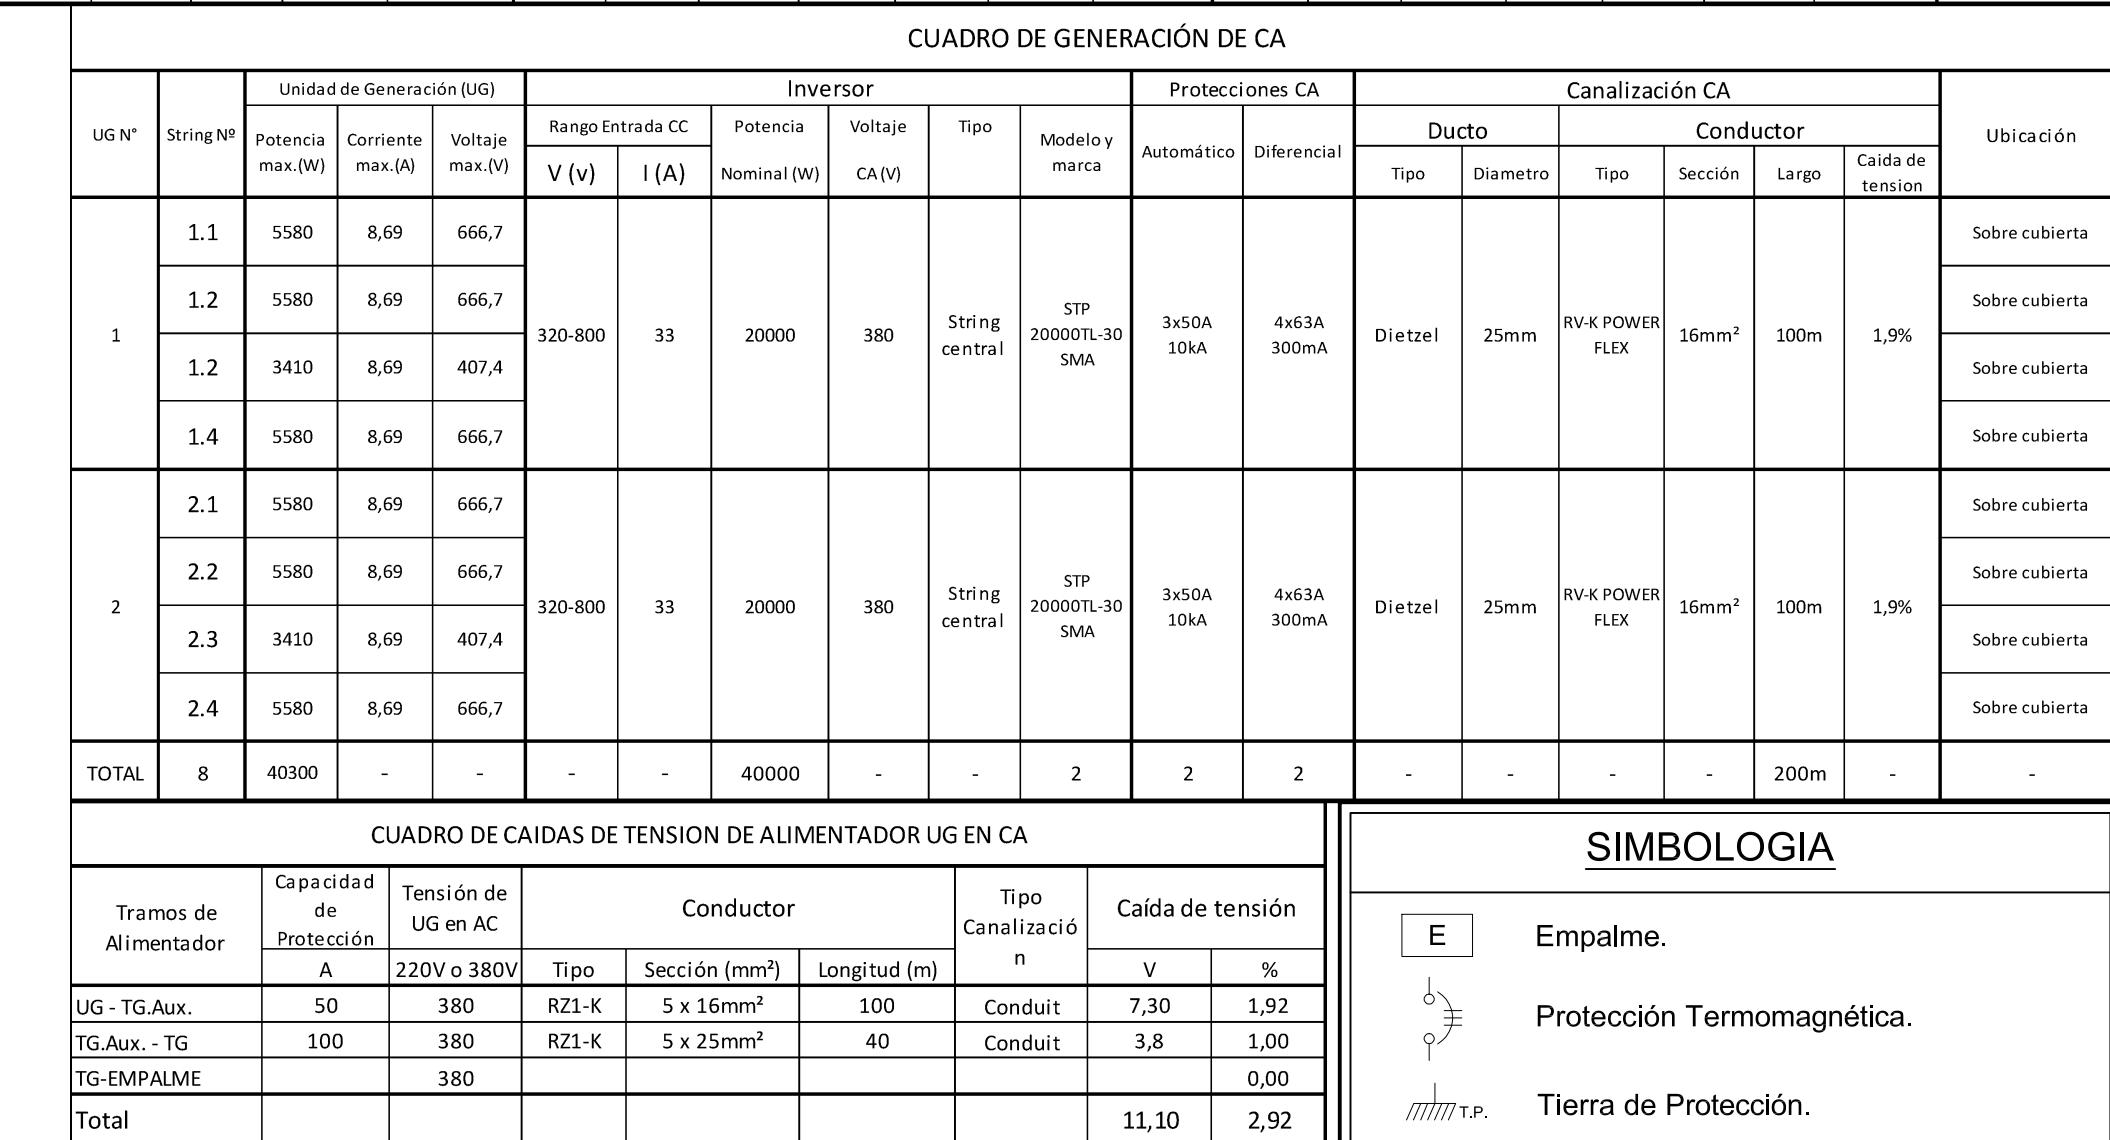 CUADRO DE GENERACIÓN DE CA
UG N° String Nº Unidad de Generación (UG) Inversor Protecciones CA Canalización CA Ubicación
Potencia max.(W) Corriente max.(A) Voltaje max.(V) Rango Entrada CC Potencia Nominal (W) Voltaje CA (V) Tipo Modelo y marca Automático Diferencial Ducto Conductor
V (v) I (A) Tipo Diametro Tipo Sección Largo Caida de tension
1 320-800 33 20000 380 String central STP 20000TL-30 SMA 3x50A 10kA 4x63A 300mA Dietzel 25mm RV-K POWER FLEX 16mm² 100m 1,9%
1.1 5580 8,69 666,7 Sobre cubierta
1.2 5580 8,69 666,7 Sobre cubierta
1.2 3410 8,69 407,4 Sobre cubierta
1.4 5580 8,69 666,7 Sobre cubierta
2 320-800 33 20000 380 String central STP 20000TL-30 SMA 3x50A 10kA 4x63A 300mA Dietzel 25mm RV-K POWER FLEX 16mm² 100m 1,9%
2.1 5580 8,69 666,7 Sobre cubierta
2.2 5580 8,69 666,7 Sobre cubierta
2.3 3410 8,69 407,4 Sobre cubierta
2.4 5580 8,69 666,7 Sobre cubierta
TOTAL 8 40300 - - - - 40000 - - 2 2 2 - - - - 200m - -
CUADRO DE CAIDAS DE TENSION DE ALIMENTADOR UG EN CA
Tramos de Alimentador Capacidad de Protección Tensión de UG en AC Conductor Tipo Canalizació n Caída de tensión
A 220V o 380V Tipo Sección (mm²) Longitud (m) V %
UG - TG.Aux. 50 380 RZ1-K 5 x 16mm² 100 Conduit 7,30 1,92
TG.Aux. - TG 100 380 RZ1-K 5 x 25mm² 40 Conduit 3,8 1,00
TG-EMPALME 380 0,00
Total 11,10 2,92
SIMBOLOGIA
E Empalme.
Protección Termomagnética.
T.P. Tierra de Protección.